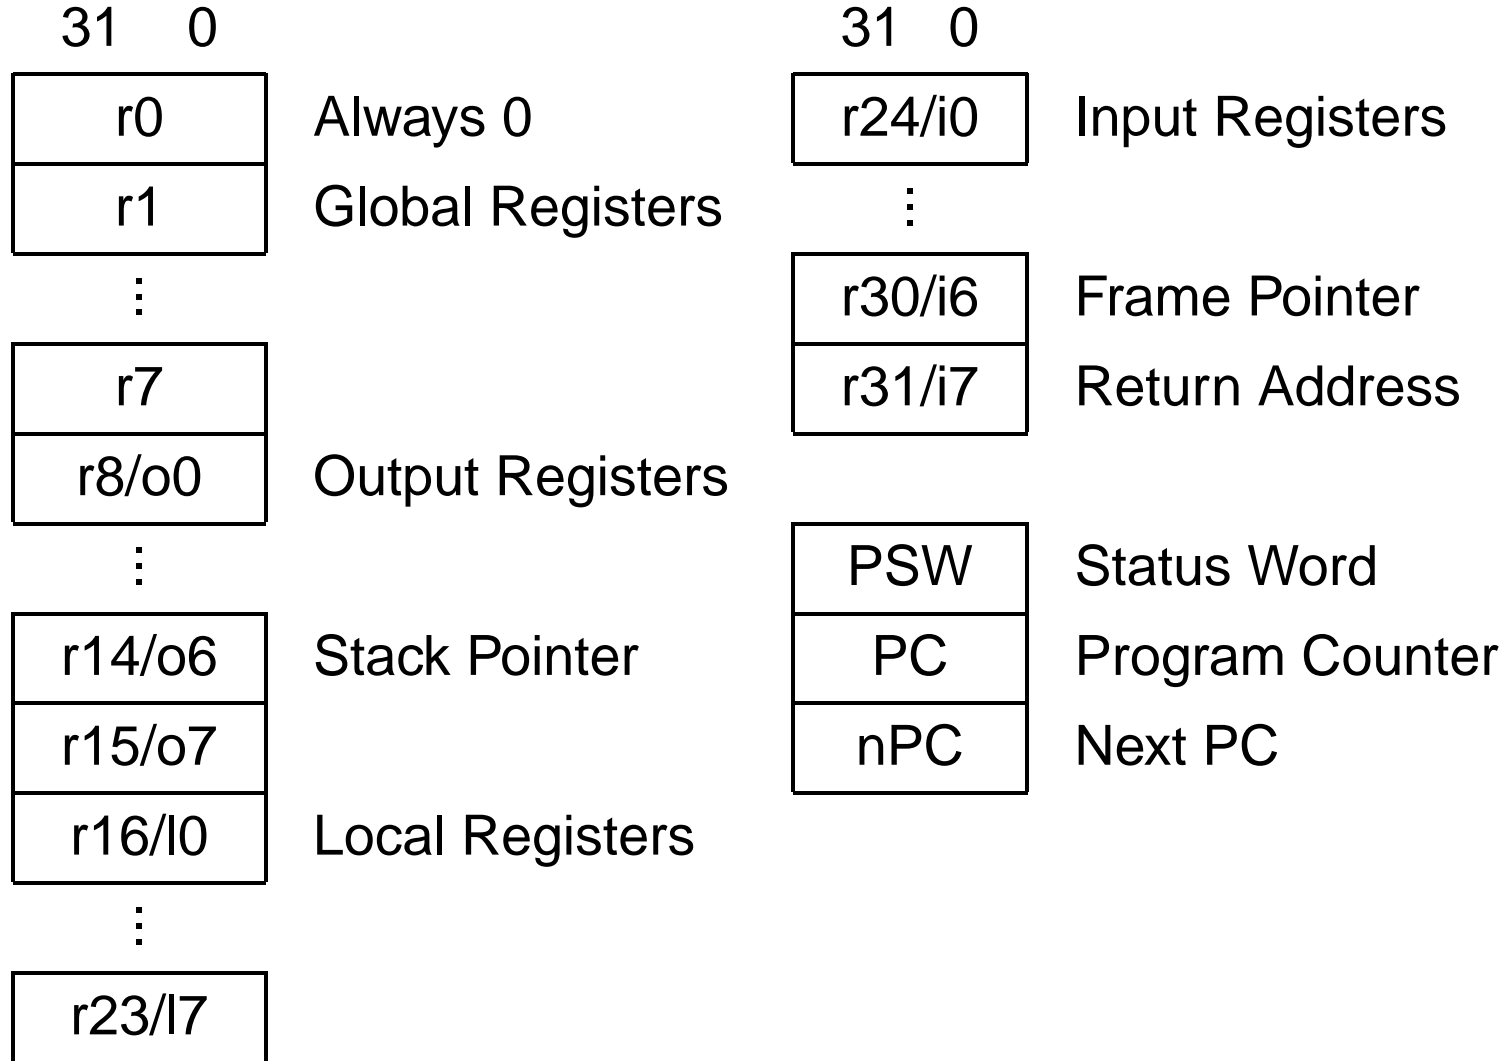 31 0
r0 Always 0
r1 Global Registers
⋮
r7
r8/o0 Output Registers
⋮
r14/o6 Stack Pointer
r15/o7
r16/l0 Local Registers
⋮
r23/l7
31 0
r24/i0 Input Registers
⋮
r30/i6 Frame Pointer
r31/i7 Return Address
PSW Status Word
PC Program Counter
nPC Next PC